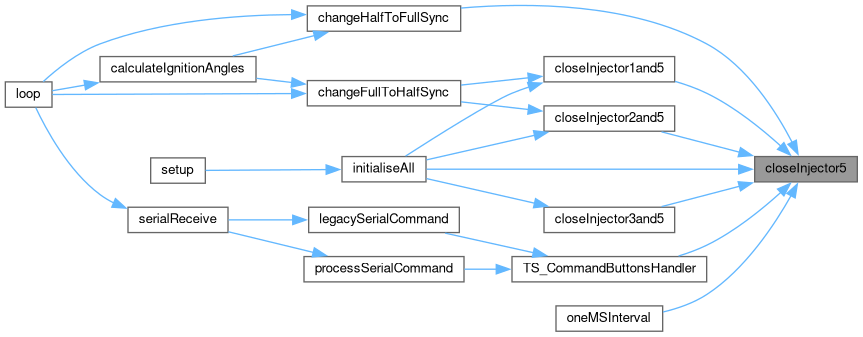 changeHalfToFullSync
calculateIgnitionAngles
closeInjector1and5
loop
changeFullToHalfSync
closeInjector2and5
setup
initialiseAll
closeInjector5
serialReceive
legacySerialCommand
closeInjector3and5
processSerialCommand
TS_CommandButtonsHandler
oneMSInterval